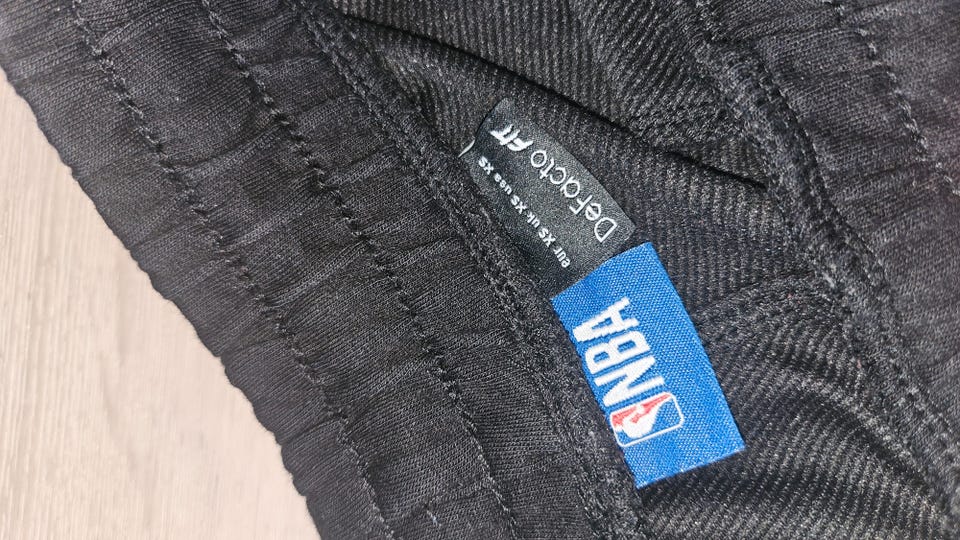 DeFacto FIT
eur XS uk XS usa XS
NBA